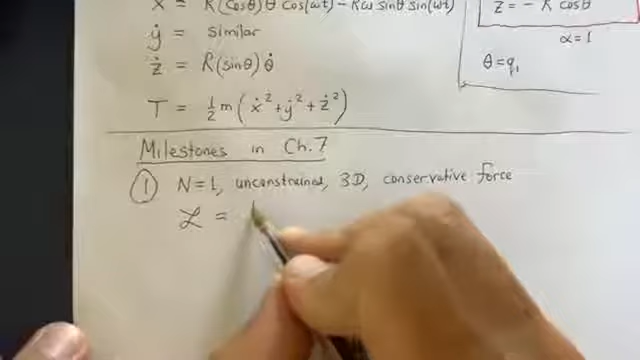 ẋ = R(cosθ)θ̇ cos(ωt) − Rω sinθ sin(ωt)
ẏ = similar
ż = R(sinθ)θ̇
T = ½m(ẋ²+ẏ²+ż²)
z = − R cosθ
α=1
θ=q₁
Milestones in Ch.7
① N=1, unconstrained, 3D, conservative force
ℒ =